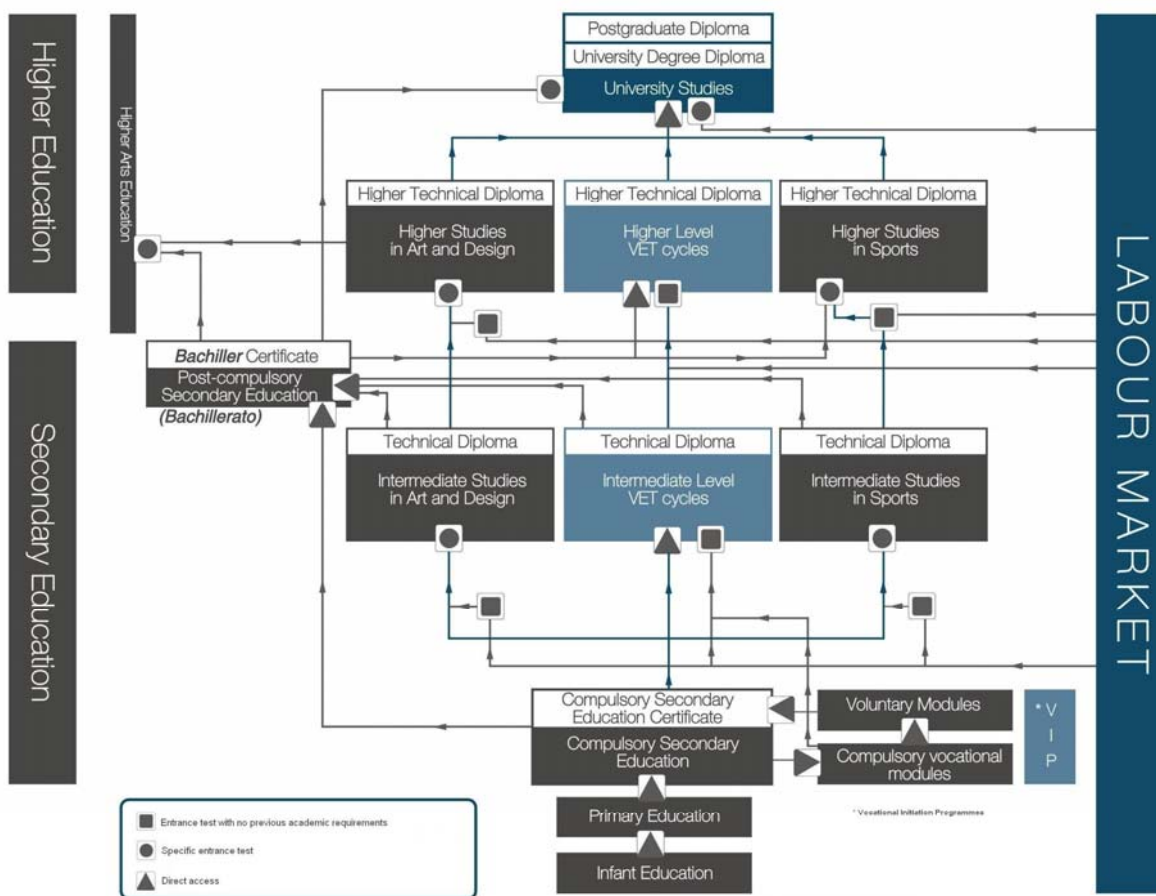 Higher Education
Higher Arts Education
Postgraduate Diploma
University Degree Diploma
University Studies
Higher Technical Diploma
Higher Studies
in Art and Design
Higher Technical Diploma
Higher Level
VET cycles
Higher Technical Diploma
Higher Studies
in Sports
LABOUR MARKET
Secondary Education
Bachiller Certificate
Post-compulsory
Secondary Education
(Bachillerato)
Technical Diploma
Intermediate Studies
in Art and Design
Technical Diploma
Intermediate Level
VET cycles
Technical Diploma
Intermediate Studies
in Sports
Compulsory Secondary
Education Certificate
Compulsory Secondary
Education
Voluntary Modules
Compulsory vocational
modules
* V
I
P
Primary Education
Infant Education
* Vocational Initiation Programmes
Entrance test with no previous academic requirements
Specific entrance test
Direct access